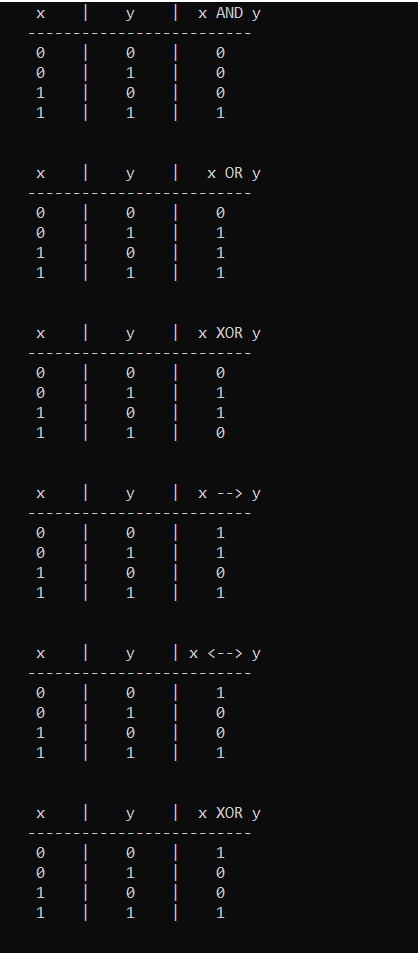 x | y | x AND y
-------------------------
0 | 0 | 0
0 | 1 | 0
1 | 0 | 0
1 | 1 | 1
x | y | x OR y
-------------------------
0 | 0 | 0
0 | 1 | 1
1 | 0 | 1
1 | 1 | 1
x | y | x XOR y
-------------------------
0 | 0 | 0
0 | 1 | 1
1 | 0 | 1
1 | 1 | 0
x | y | x --> y
-------------------------
0 | 0 | 1
0 | 1 | 1
1 | 0 | 0
1 | 1 | 1
x | y | x <--> y
-------------------------
0 | 0 | 1
0 | 1 | 0
1 | 0 | 0
1 | 1 | 1
x | y | x XOR y
-------------------------
0 | 0 | 1
0 | 1 | 0
1 | 0 | 0
1 | 1 | 1